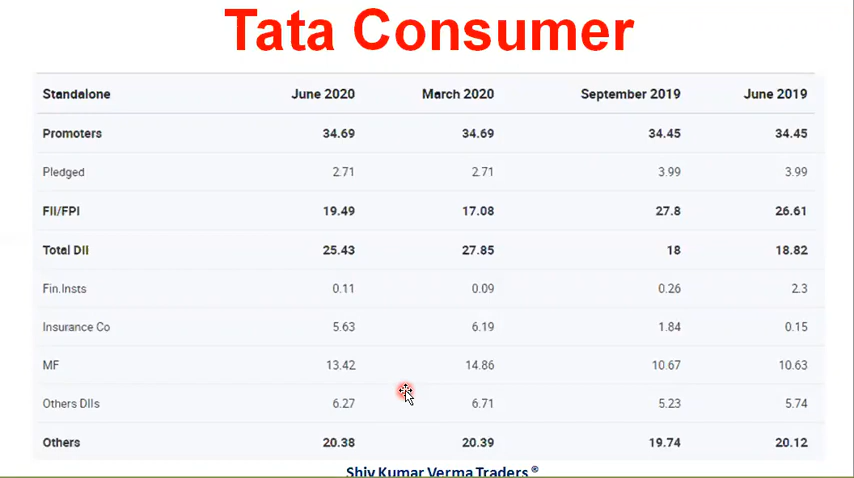 Tata Consumer
Standalone June 2020 March 2020 September 2019 June 2019
Promoters 34.69 34.69 34.45 34.45
Pledged 2.71 2.71 3.99 3.99
FII/FPI 19.49 17.08 27.8 26.61
Total DII 25.43 27.85 18 18.82
Fin.Insts 0.11 0.09 0.26 2.3
Insurance Co 5.63 6.19 1.84 0.15
MF 13.42 14.86 10.67 10.63
Others DIIs 6.27 6.71 5.23 5.74
Others 20.38 20.39 19.74 20.12
Shiv Kumar Verma Traders ®